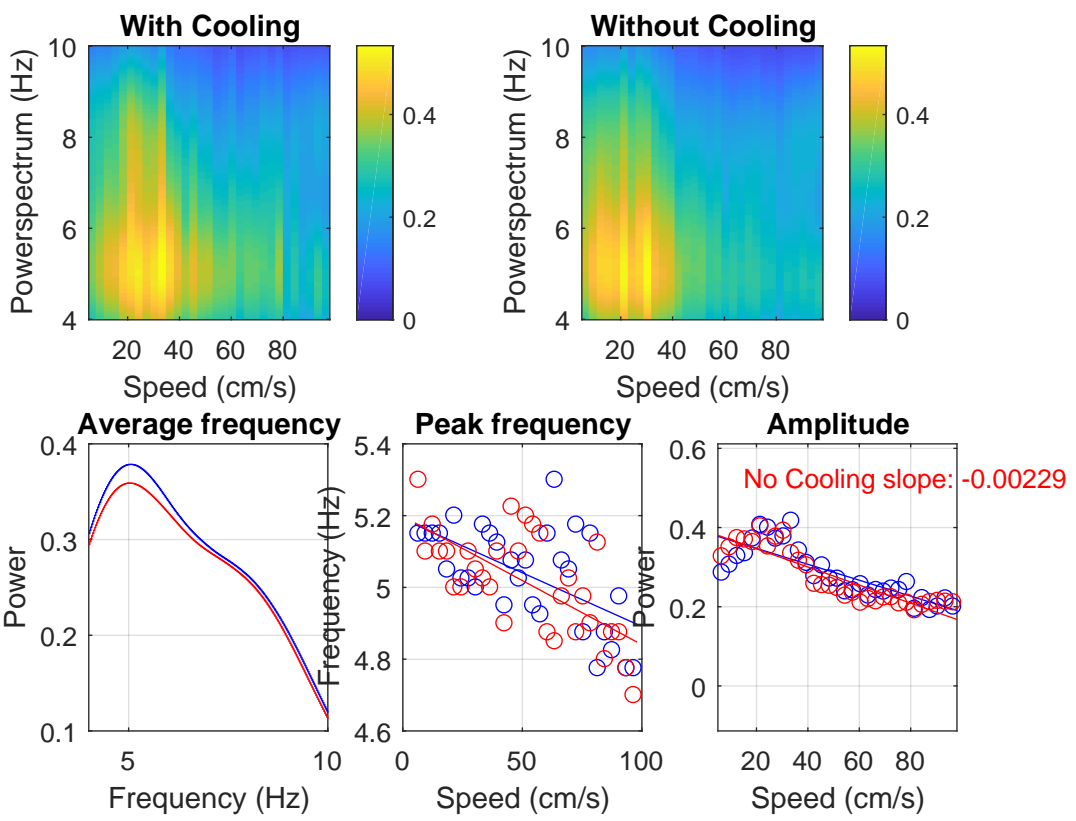 With Cooling
Powerspectrum (Hz)
10
8
6
4
20 40 60 80
Speed (cm/s)
0.4
0.2
0
Without Cooling
Powerspectrum (Hz)
10
8
6
4
20 40 60 80
Speed (cm/s)
0.4
0.2
0
Average frequency
Power
0.4
0.3
0.2
0.1
5 10
Frequency (Hz)
Peak frequency
Frequency (Hz)
5.4
5.2
5
4.8
4.6
0 50 100
Speed (cm/s)
Amplitude
Power
0.6
0.4
0.2
0
No Cooling slope: -0.00229
20 40 60 80
Speed (cm/s)